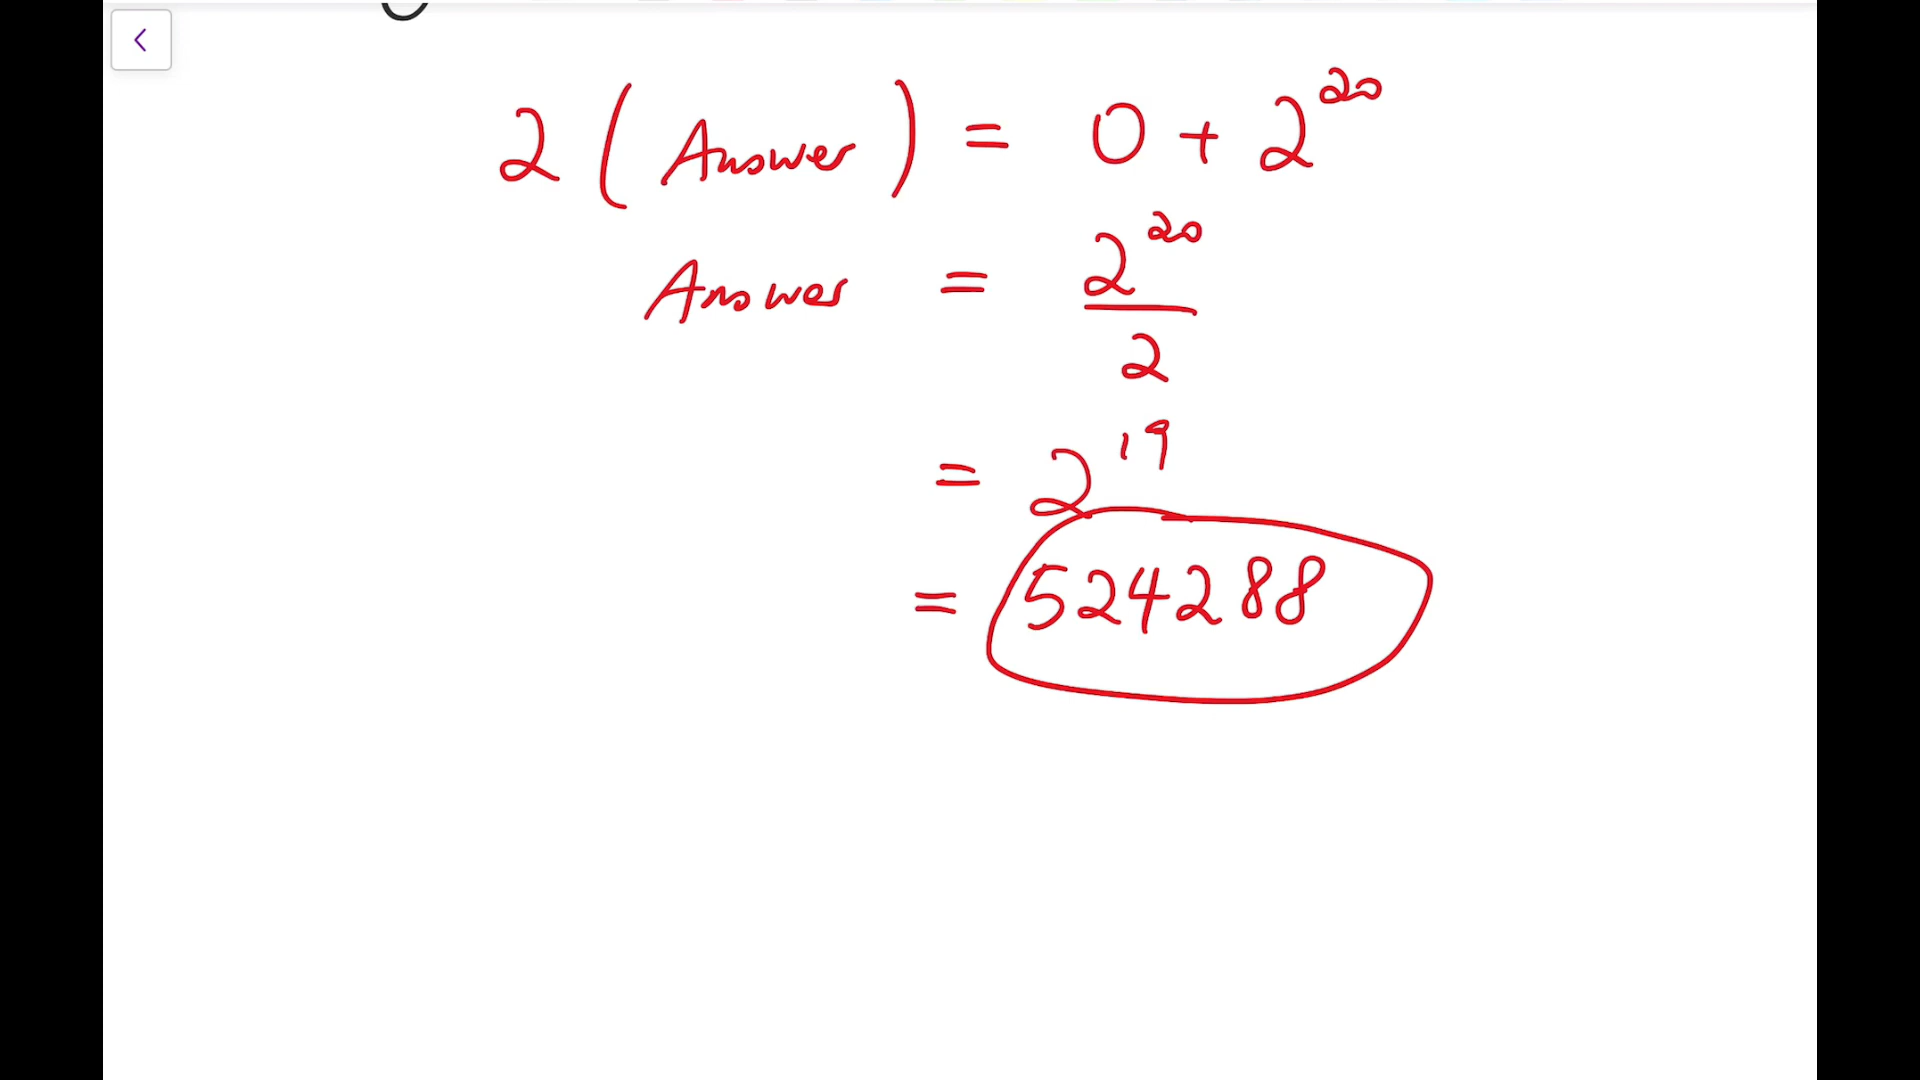 2 ( Answer ) = 0 + 2^20
Answer = 2^20 / 2
= 2^19
= 524288